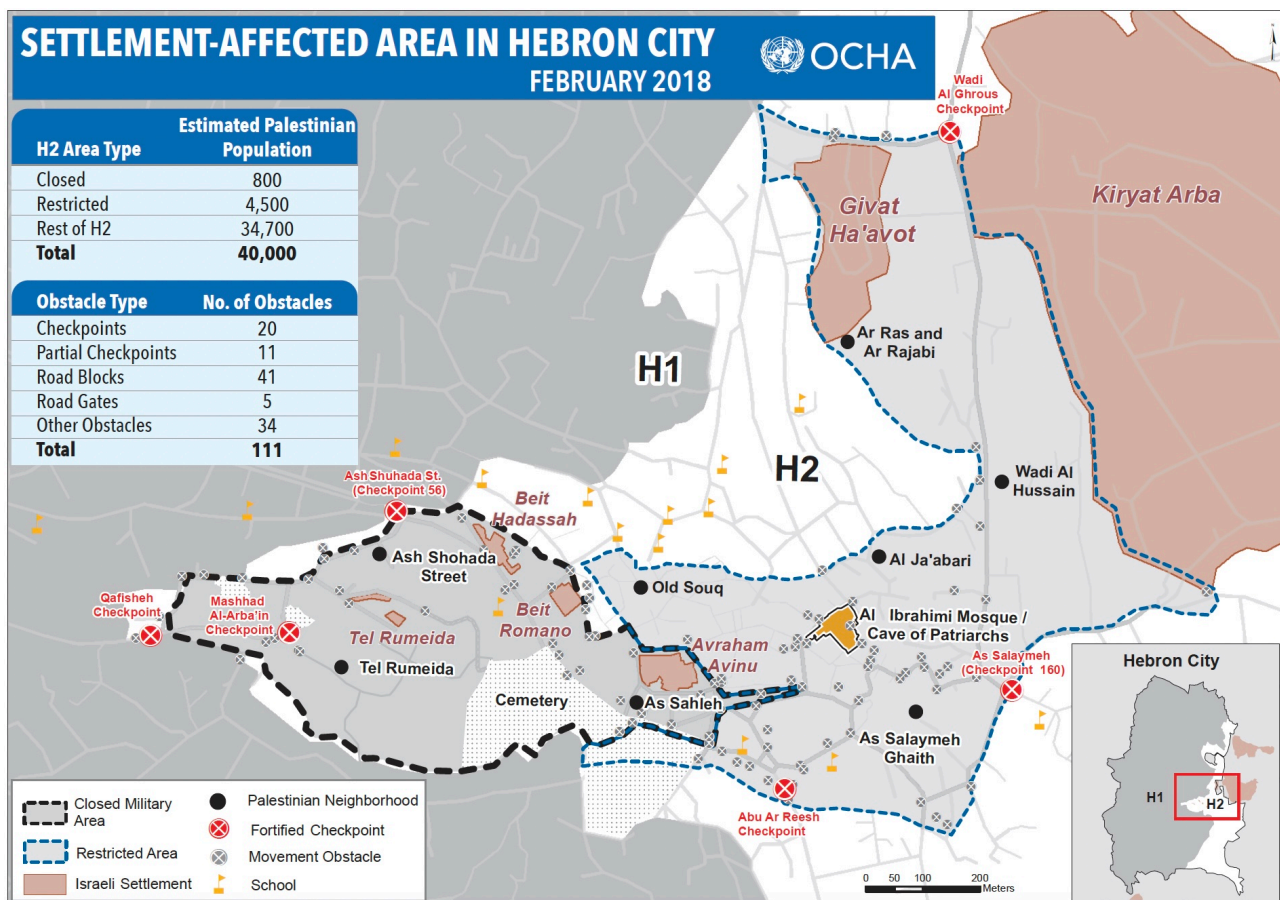 SETTLEMENT-AFFECTED AREA IN HEBRON CITY
FEBRUARY 2018
OCHA
H2 Area Type Estimated Palestinian Population
Closed 800
Restricted 4,500
Rest of H2 34,700
Total 40,000
Obstacle Type No. of Obstacles
Checkpoints 20
Partial Checkpoints 11
Road Blocks 41
Road Gates 5
Other Obstacles 34
Total 111
Wadi
Al Ghrous
Checkpoint
Kiryat Arba
Givat
Ha'avot
Ar Ras and
Ar Rajabi
H1
H2
Wadi Al
Hussain
Ash Shuhada St.
(Checkpoint 56)
Beit
Hadassah
Ash Shohada
Street
Old Souq
Al Ja'abari
Qafisheh
Checkpoint
Mashhad
Al-Arba'in
Checkpoint
Tel Rumeida
Beit
Romano
Al Ibrahimi Mosque /
Cave of Patriarchs
Avraham
Avinu
Tel Rumeida
As Salaymeh
(Checkpoint 160)
Cemetery
As Sahleh
As Salaymeh
Ghaith
Abu Ar Reesh
Checkpoint
Closed Military
Area
Restricted Area
Israeli Settlement
Palestinian Neighborhood
Fortified Checkpoint
Movement Obstacle
School
0 50 100 200
Meters
Hebron City
H1
H2